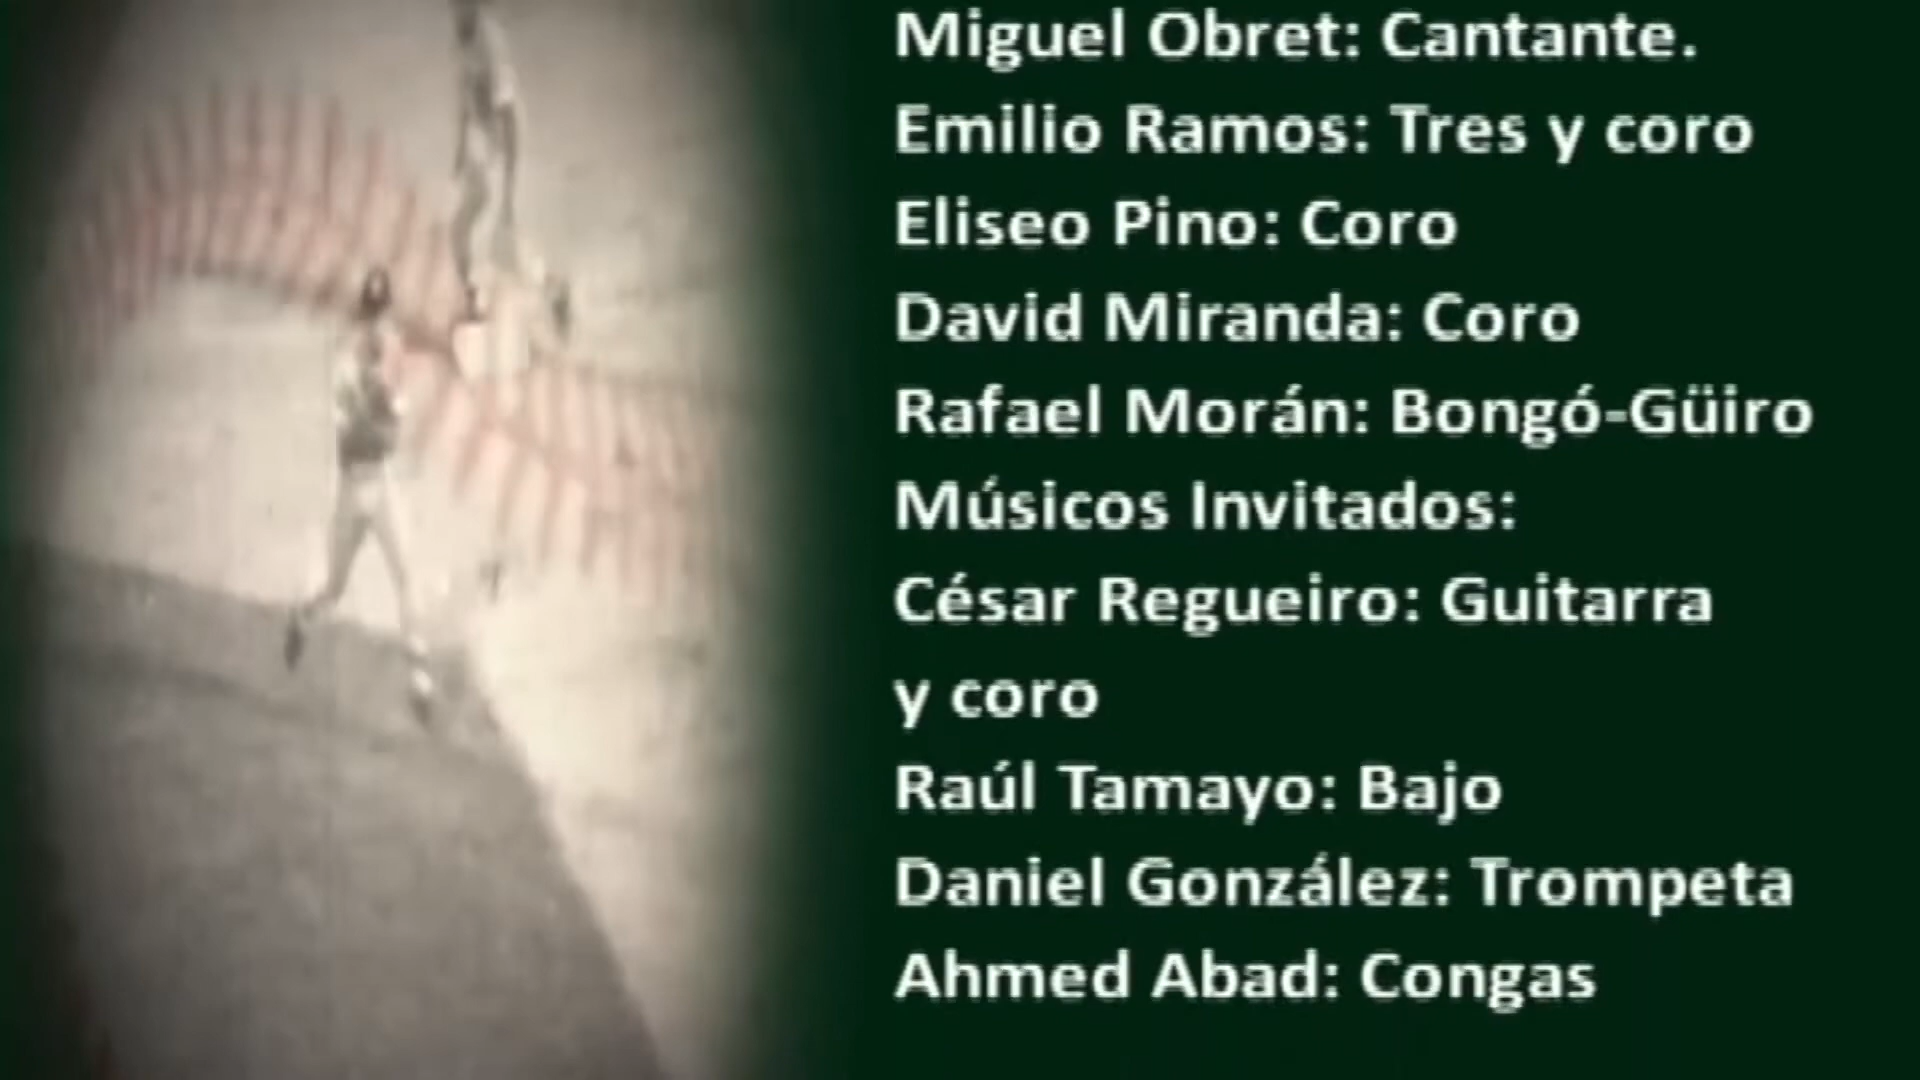 Miguel Obret: Cantante.
Emilio Ramos: Tres y coro
Eliseo Pino: Coro
David Miranda: Coro
Rafael Morán: Bongó-Güiro
Músicos Invitados:
César Regueiro: Guitarra
y coro
Raúl Tamayo: Bajo
Daniel González: Trompeta
Ahmed Abad: Congas